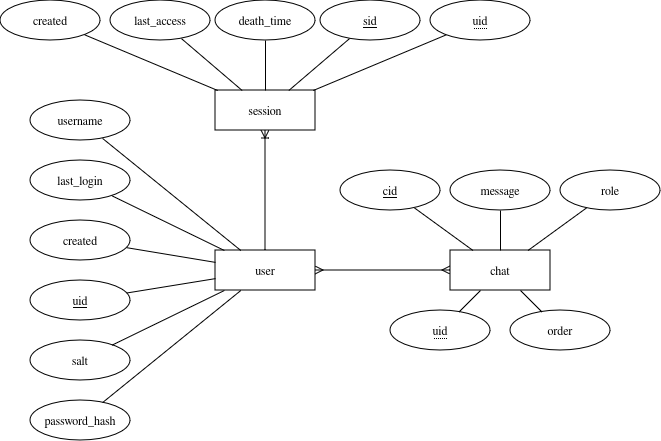 created
last_access
death_time
sid
uid
session
username
last_login
created
uid
salt
password_hash
user
cid
message
role
chat
uid
order